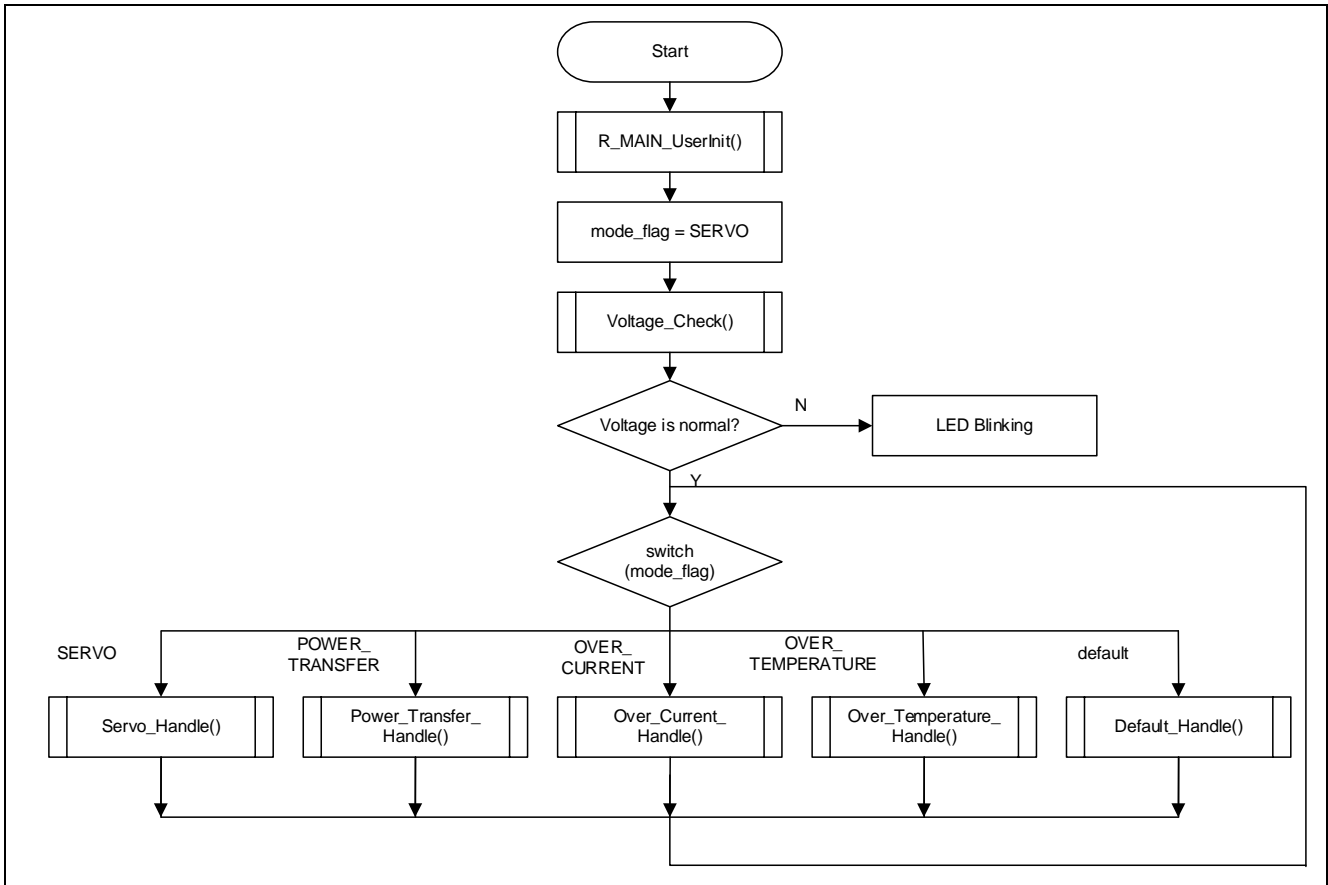 Start
R_MAIN_UserInit()
mode_flag = SERVO
Voltage_Check()
Voltage is normal?
N
LED Blinking
Y
switch
(mode_flag)
SERVO
POWER_
TRANSFER
OVER_
CURRENT
OVER_
TEMPERATURE
default
Servo_Handle()
Power_Transfer_
Handle()
Over_Current_
Handle()
Over_Temperature_
Handle()
Default_Handle()